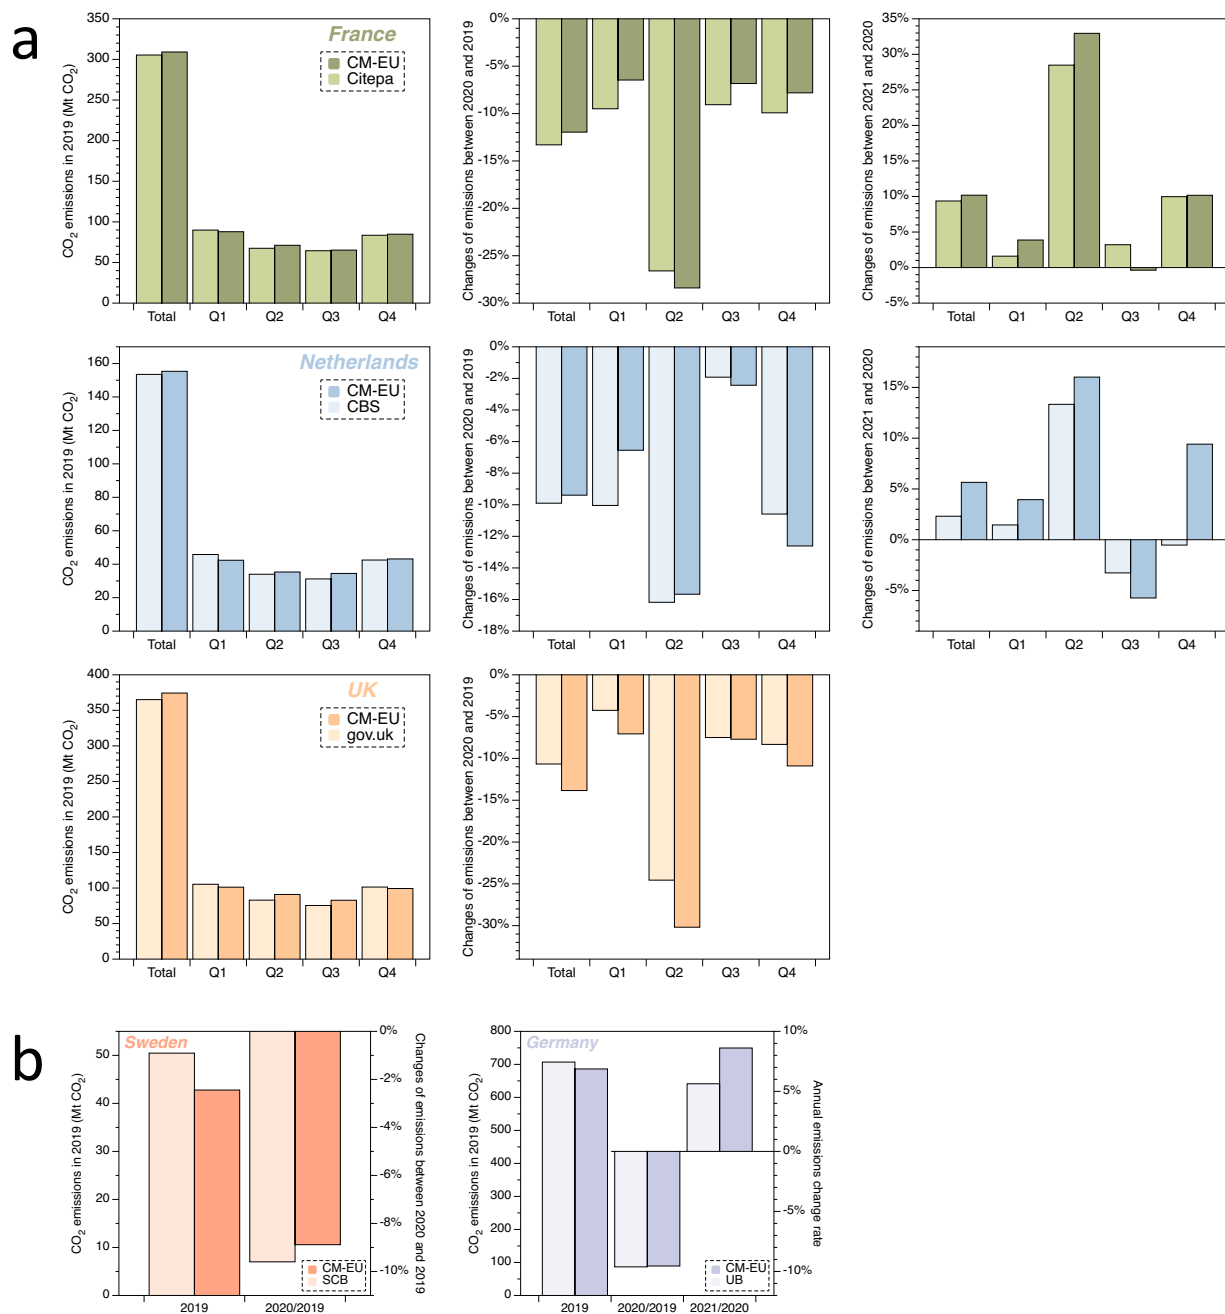 a
France
CM-EU
Citepa
CO2 emissions in 2019 (Mt CO2)
350
300
250
200
150
100
50
0
Total Q1 Q2 Q3 Q4
Changes of emissions between 2020 and 2019
0%
-5%
-10%
-15%
-20%
-25%
-30%
Total Q1 Q2 Q3 Q4
Changes of emissions between 2021 and 2020
35%
30%
25%
20%
15%
10%
5%
0%
-5%
Total Q1 Q2 Q3 Q4
Netherlands
CM-EU
CBS
CO2 emissions in 2019 (Mt CO2)
160
140
120
100
80
60
40
20
0
Total Q1 Q2 Q3 Q4
Changes of emissions between 2020 and 2019
0%
-2%
-4%
-6%
-8%
-10%
-12%
-14%
-16%
-18%
Total Q1 Q2 Q3 Q4
Changes of emissions between 2021 and 2020
15%
10%
5%
0%
-5%
Total Q1 Q2 Q3 Q4
UK
CM-EU
gov.uk
CO2 emissions in 2019 (Mt CO2)
400
350
300
250
200
150
100
50
0
Total Q1 Q2 Q3 Q4
Changes of emissions between 2020 and 2019
0%
-5%
-10%
-15%
-20%
-25%
-30%
Total Q1 Q2 Q3 Q4
b
Sweden
CO2 emissions in 2019 (Mt CO2)
50
40
30
20
10
0
0%
-2%
-4%
-6%
-8%
-10%
Changes of emissions between 2020 and 2019
CM-EU
SCB
2019 2020/2019
Germany
CO2 emissions in 2019 (Mt CO2)
800
700
600
500
400
300
200
100
0
10%
5%
0%
-5%
-10%
Annual emissions change rate
CM-EU
UB
2019 2020/2019 2021/2020